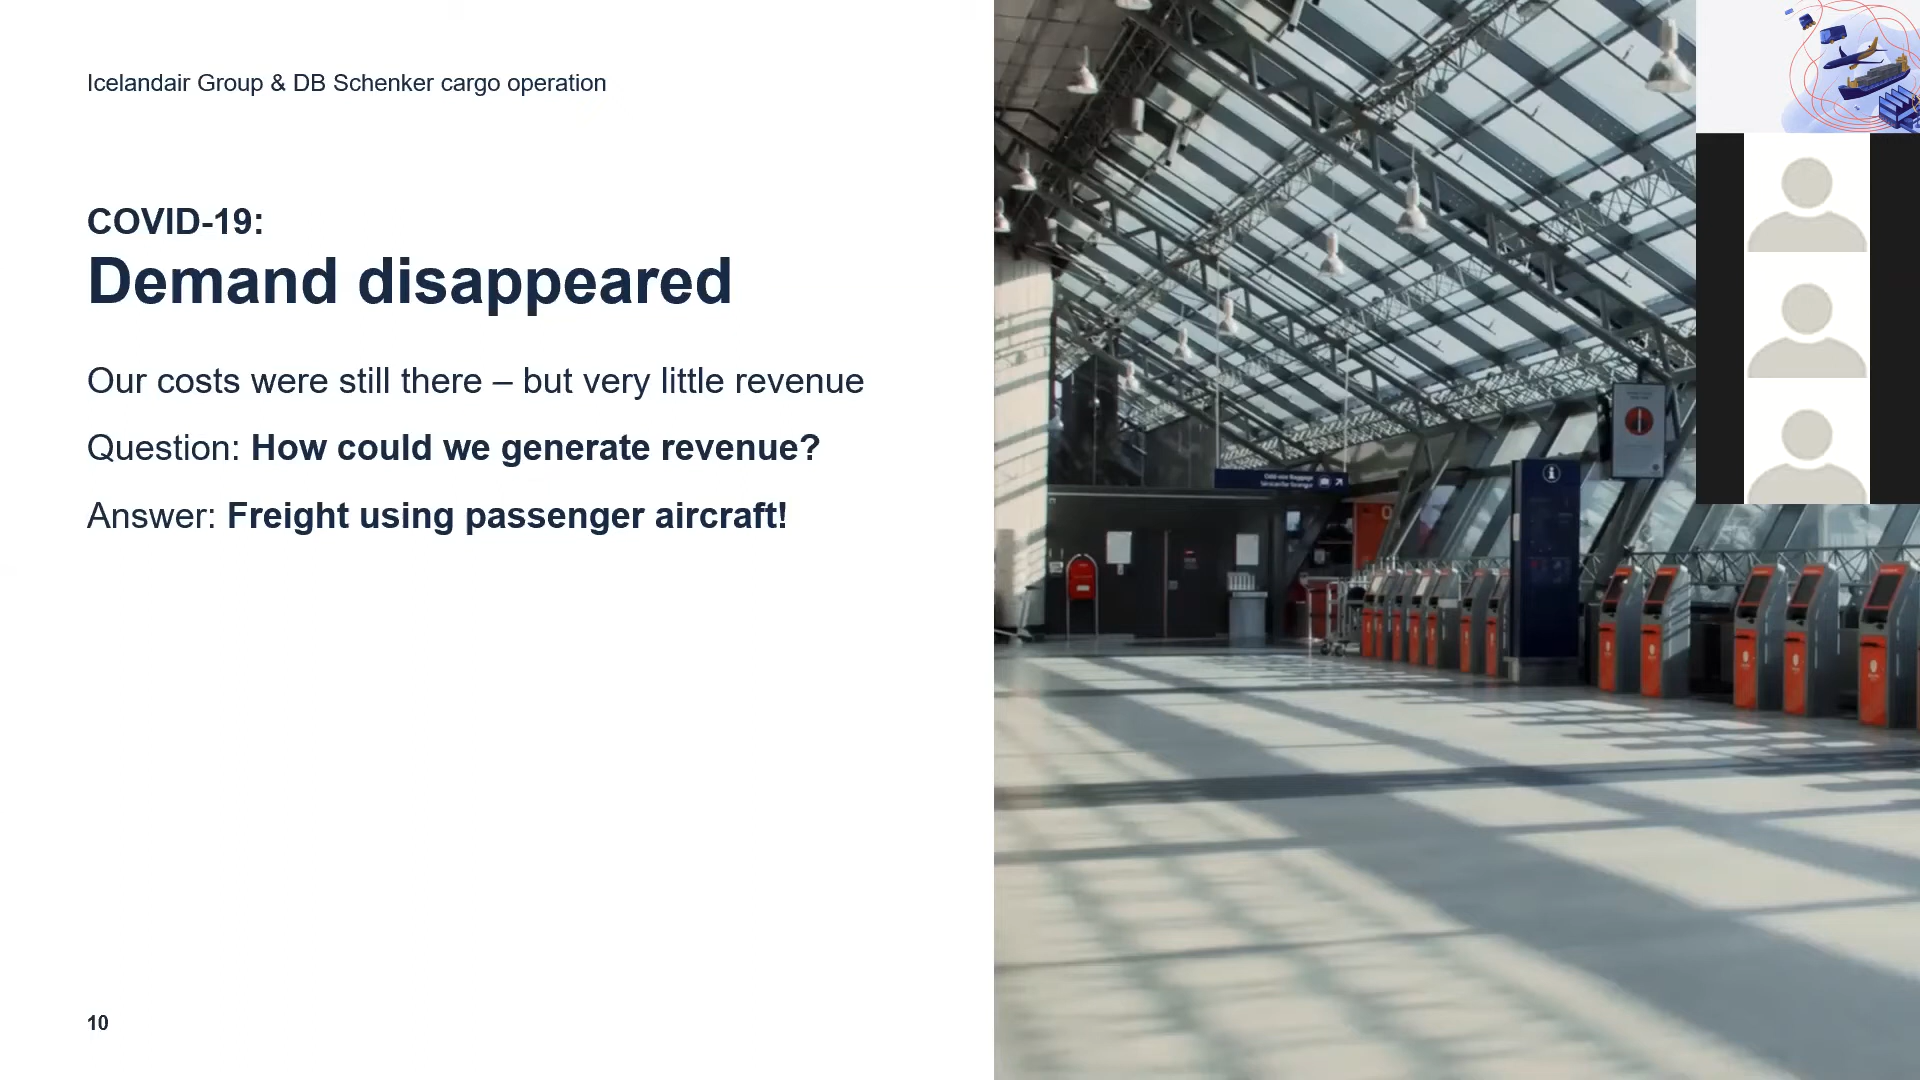 Icelandair Group & DB Schenker cargo operation
COVID-19:
Demand disappeared
Our costs were still there – but very little revenue
Question: How could we generate revenue?
Answer: Freight using passenger aircraft!
10